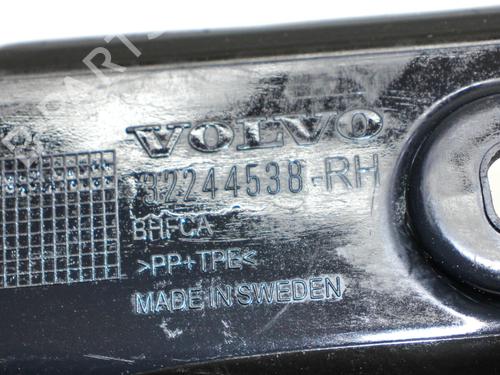 VOLVO
32244538-RH
BHFCA
>PP+TPE<
MADE IN SWEDEN